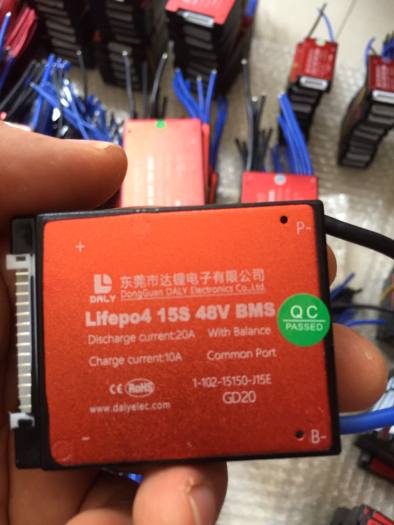 P-
+
东莞市达锂电子有限公司
DALY
DongGuan DALY Electronics Co.,Ltd.
Lifepo4 15S 48V BMS
QC
PASSED
Discharge current:20A With Balance
Charge current:10A Common Port
CE RoHS
1-102-15150-J15E
www.dalyelec.com
GD20
-
B-